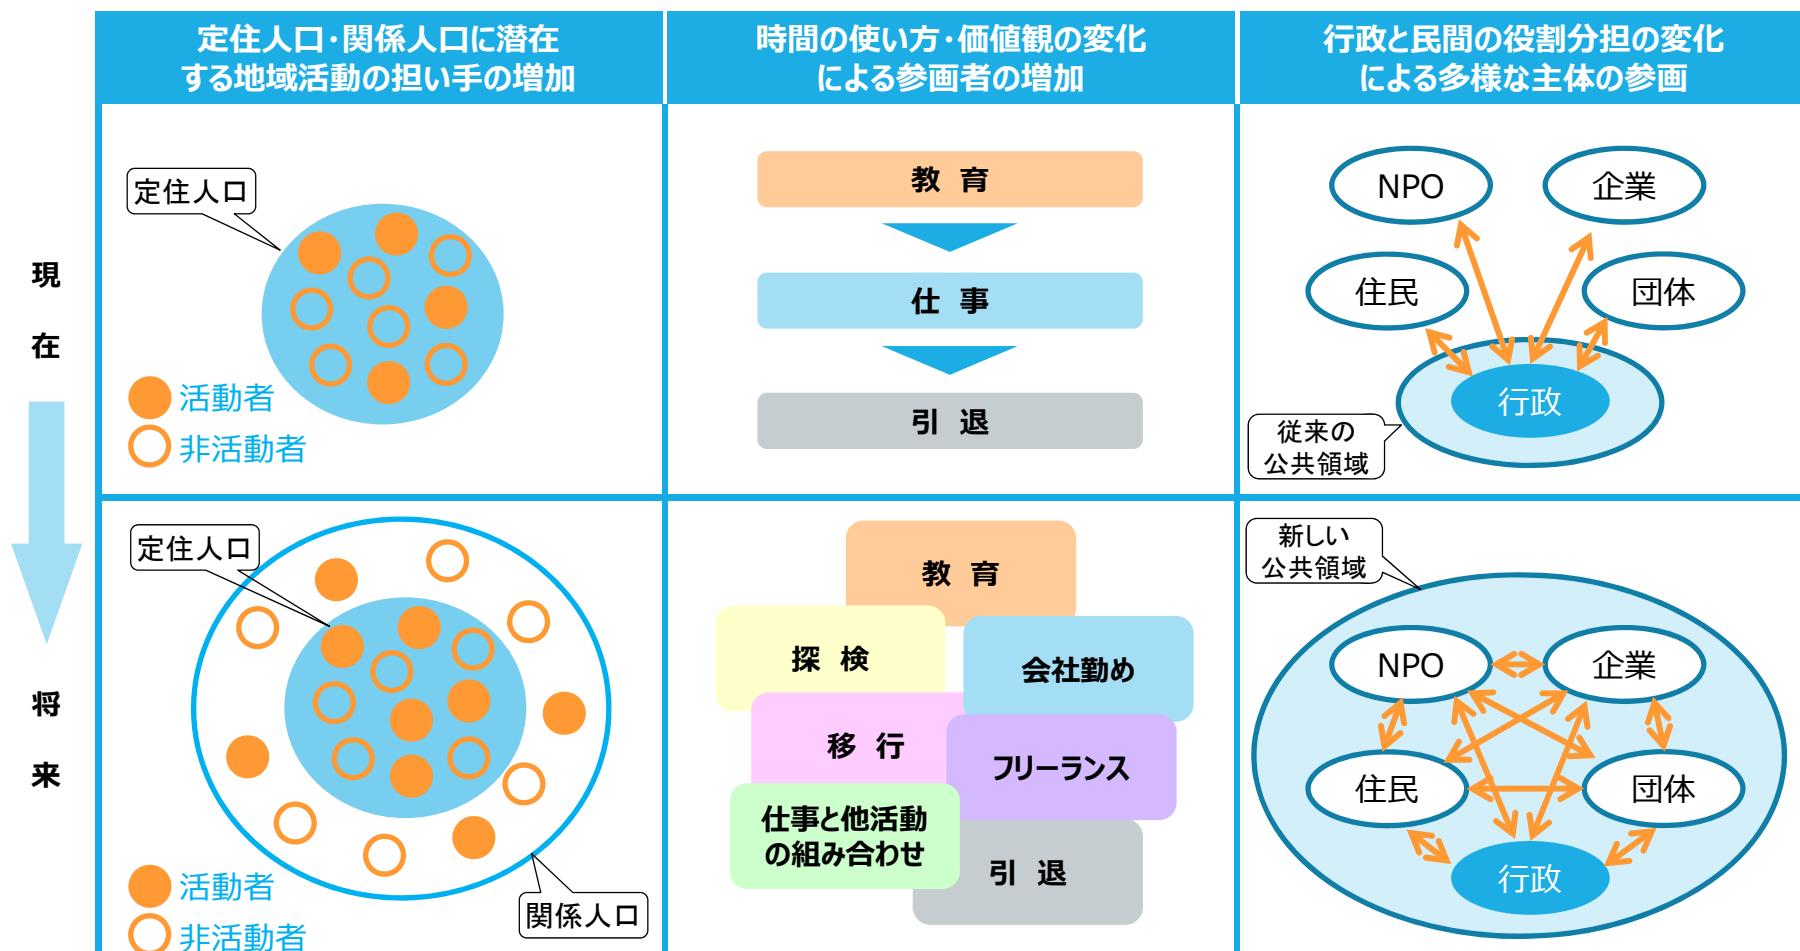 定住人口･関係人口に潜在
する地域活動の担い手の増加
時間の使い方･価値観の変化
による参画者の増加
行政と民間の役割分担の変化
による多様な主体の参画
現
在
定住人口
活動者
非活動者
教 育
仕 事
引 退
NPO
企業
住民
団体
行政
従来の
公共領域
将
来
定住人口
関係人口
活動者
非活動者
教 育
探 検
会社勤め
移 行
フリーランス
仕事と他活動
の組み合わせ
引 退
新しい
公共領域
NPO
企業
住民
団体
行政